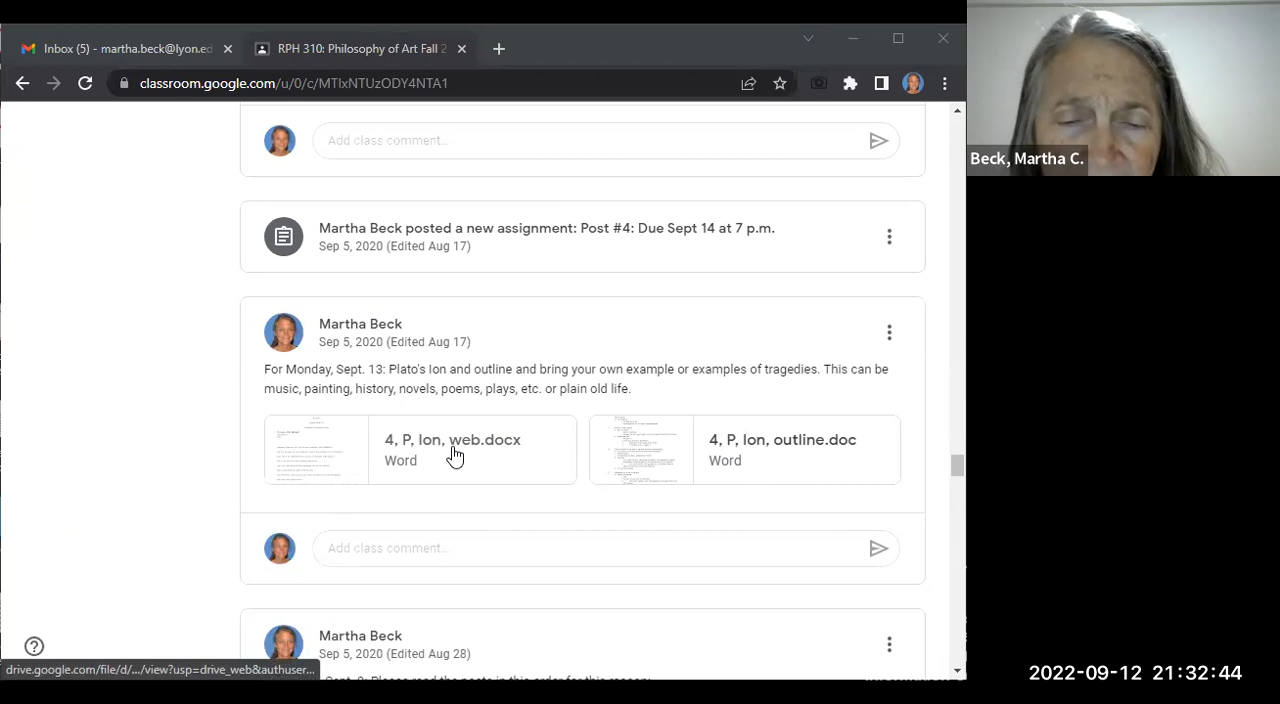 Inbox (5) - martha.beck@lyon.ed
RPH 310: Philosophy of Art Fall 2
classroom.google.com/u/0/c/MTIxNTUzODY4NTA1
Add class comment...
Martha Beck posted a new assignment: Post #4: Due Sept 14 at 7 p.m.
Sep 5, 2020 (Edited Aug 17)
Martha Beck
Sep 5, 2020 (Edited Aug 17)
For Monday, Sept. 13: Plato's Ion and outline and bring your own example or examples of tragedies. This can be
music, painting, history, novels, poems, plays, etc. or plain old life.
4, P, Ion, web.docx
Word
4, P, Ion, outline.doc
Word
Add class comment...
Martha Beck
Sep 5, 2020 (Edited Aug 28)
drive.google.com/file/d/.../view?usp=drive_web&authuser...
Beck, Martha C.
2022-09-12 21:32:44